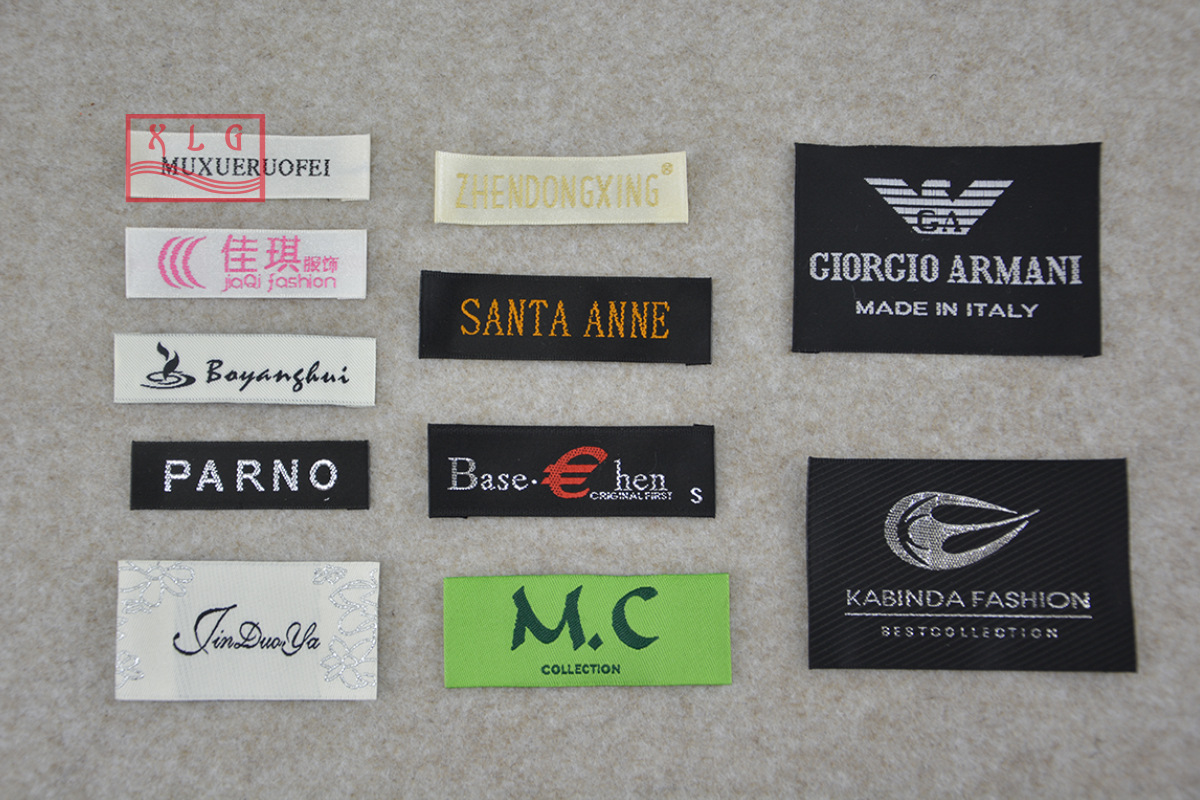 XLG
MUXUERUOFEI
佳琪服饰
jiaQi fashion
Boyanghui
PARNO
JinDuoYa
ZHENDONGXING®
SANTA ANNE
Base·€hen
ORIGINAL FIRST S
M.C
COLLECTION
GA
GIORGIO ARMANI
MADE IN ITALY
KABINDA FASHION
BESTCOLLECTION